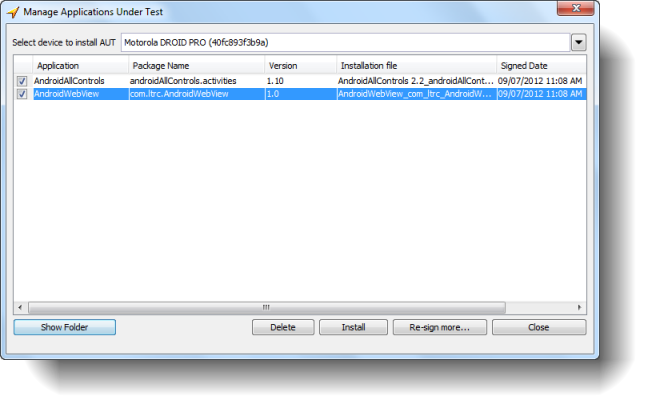 Manage Applications Under Test
Select device to install AUT Motorola DROID PRO (40fc893f3b9a)
Application Package Name Version Installation file Signed Date
AndroidAllControls androidAllControls.activities 1.10 AndroidAllControls 2.2_androidAllCont... 09/07/2012 11:08 AM
AndroidWebView com.ltrc.AndroidWebView 1.0 AndroidWebView_com_ltrc_AndroidW... 09/07/2012 11:08 AM
Show Folder Delete Install Re-sign more... Close